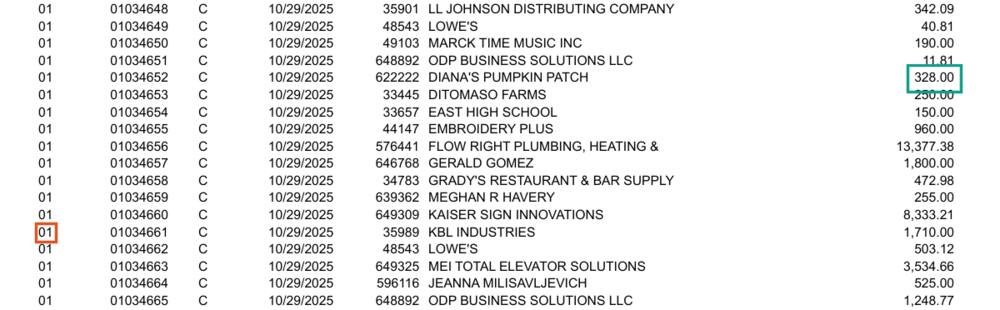 01 01034648 C 10/29/2025 35901 LL JOHNSON DISTRIBUTING COMPANY 342.09
01 01034649 C 10/29/2025 48543 LOWE'S 40.81
01 01034650 C 10/29/2025 49103 MARCK TIME MUSIC INC 190.00
01 01034651 C 10/29/2025 648892 ODP BUSINESS SOLUTIONS LLC 11.81
01 01034652 C 10/29/2025 622222 DIANA'S PUMPKIN PATCH 328.00
01 01034653 C 10/29/2025 33445 DITOMASO FARMS 250.00
01 01034654 C 10/29/2025 33657 EAST HIGH SCHOOL 150.00
01 01034655 C 10/29/2025 44147 EMBROIDERY PLUS 960.00
01 01034656 C 10/29/2025 576441 FLOW RIGHT PLUMBING, HEATING & 13,377.38
01 01034657 C 10/29/2025 646768 GERALD GOMEZ 1,800.00
01 01034658 C 10/29/2025 34783 GRADY'S RESTAURANT & BAR SUPPLY 472.98
01 01034659 C 10/29/2025 639362 MEGHAN R HAVERY 255.00
01 01034660 C 10/29/2025 649309 KAISER SIGN INNOVATIONS 8,333.21
01 01034661 C 10/29/2025 35989 KBL INDUSTRIES 1,710.00
01 01034662 C 10/29/2025 48543 LOWE'S 503.12
01 01034663 C 10/29/2025 649325 MEI TOTAL ELEVATOR SOLUTIONS 3,534.66
01 01034664 C 10/29/2025 596116 JEANNA MILISAVLJEVICH 525.00
01 01034665 C 10/29/2025 648892 ODP BUSINESS SOLUTIONS LLC 1,248.77